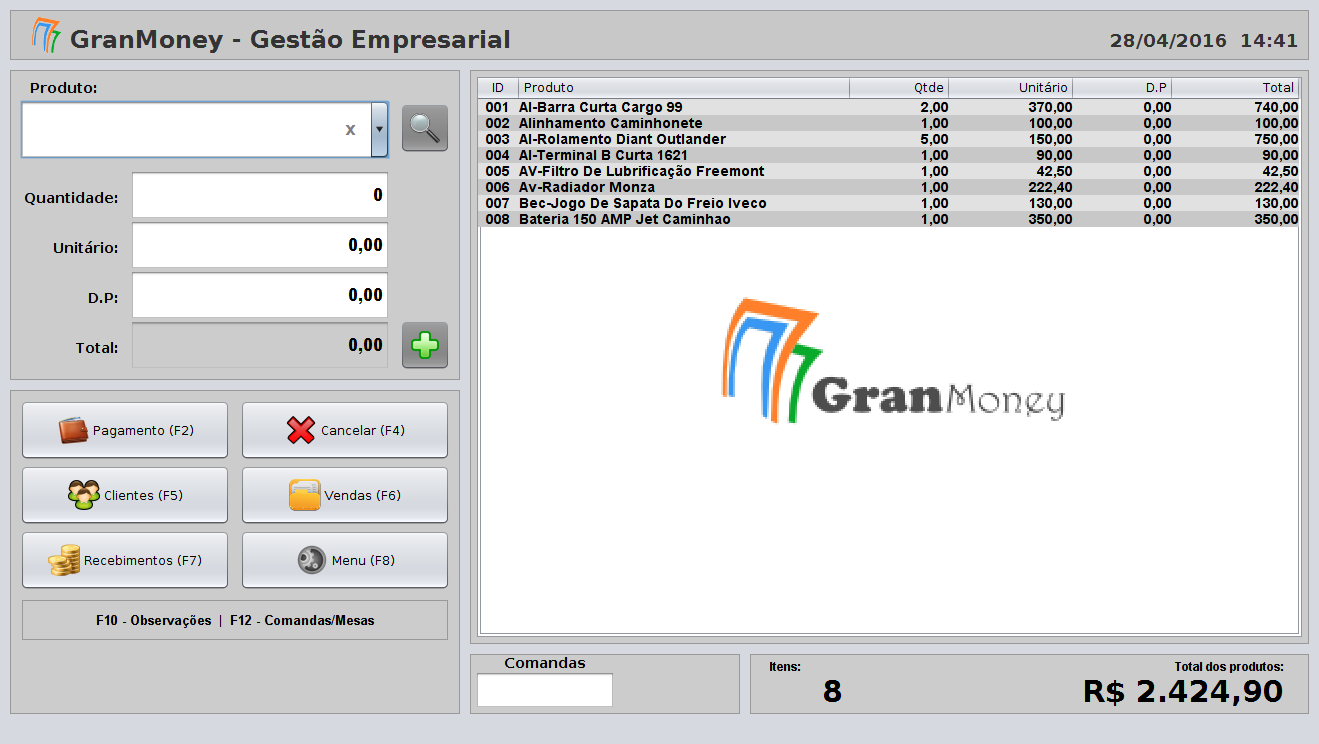 GranMoney - Gestão Empresarial
28/04/2016 14:41
Produto:
x
Quantidade: 0
Unitário: 0,00
D.P: 0,00
Total: 0,00
Pagamento (F2)
Cancelar (F4)
Clientes (F5)
Vendas (F6)
Recebimentos (F7)
Menu (F8)
F10 - Observações | F12 - Comandas/Mesas
ID Produto Qtde Unitário D.P Total
001 Al-Barra Curta Cargo 99 2,00 370,00 0,00 740,00
002 Alinhamento Caminhonete 1,00 100,00 0,00 100,00
003 Al-Rolamento Diant Outlander 5,00 150,00 0,00 750,00
004 Al-Terminal B Curta 1621 1,00 90,00 0,00 90,00
005 AV-Filtro De Lubrificação Freemont 1,00 42,50 0,00 42,50
006 Av-Radiador Monza 1,00 222,40 0,00 222,40
007 Bec-Jogo De Sapata Do Freio Iveco 1,00 130,00 0,00 130,00
008 Bateria 150 AMP Jet Caminhao 1,00 350,00 0,00 350,00
GranMoney
Comandas
Itens:
8
Total dos produtos:
R$ 2.424,90